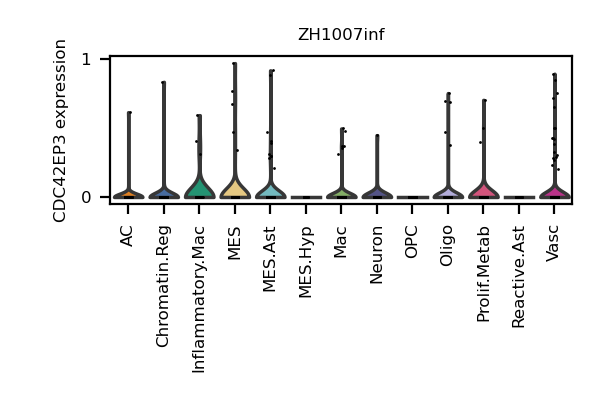 ZH1007inf
CDC42EP3 expression
1
0
AC
Chromatin.Reg
Inflammatory.Mac
MES
MES.Ast
MES.Hyp
Mac
Neuron
OPC
Oligo
Prolif.Metab
Reactive.Ast
Vasc